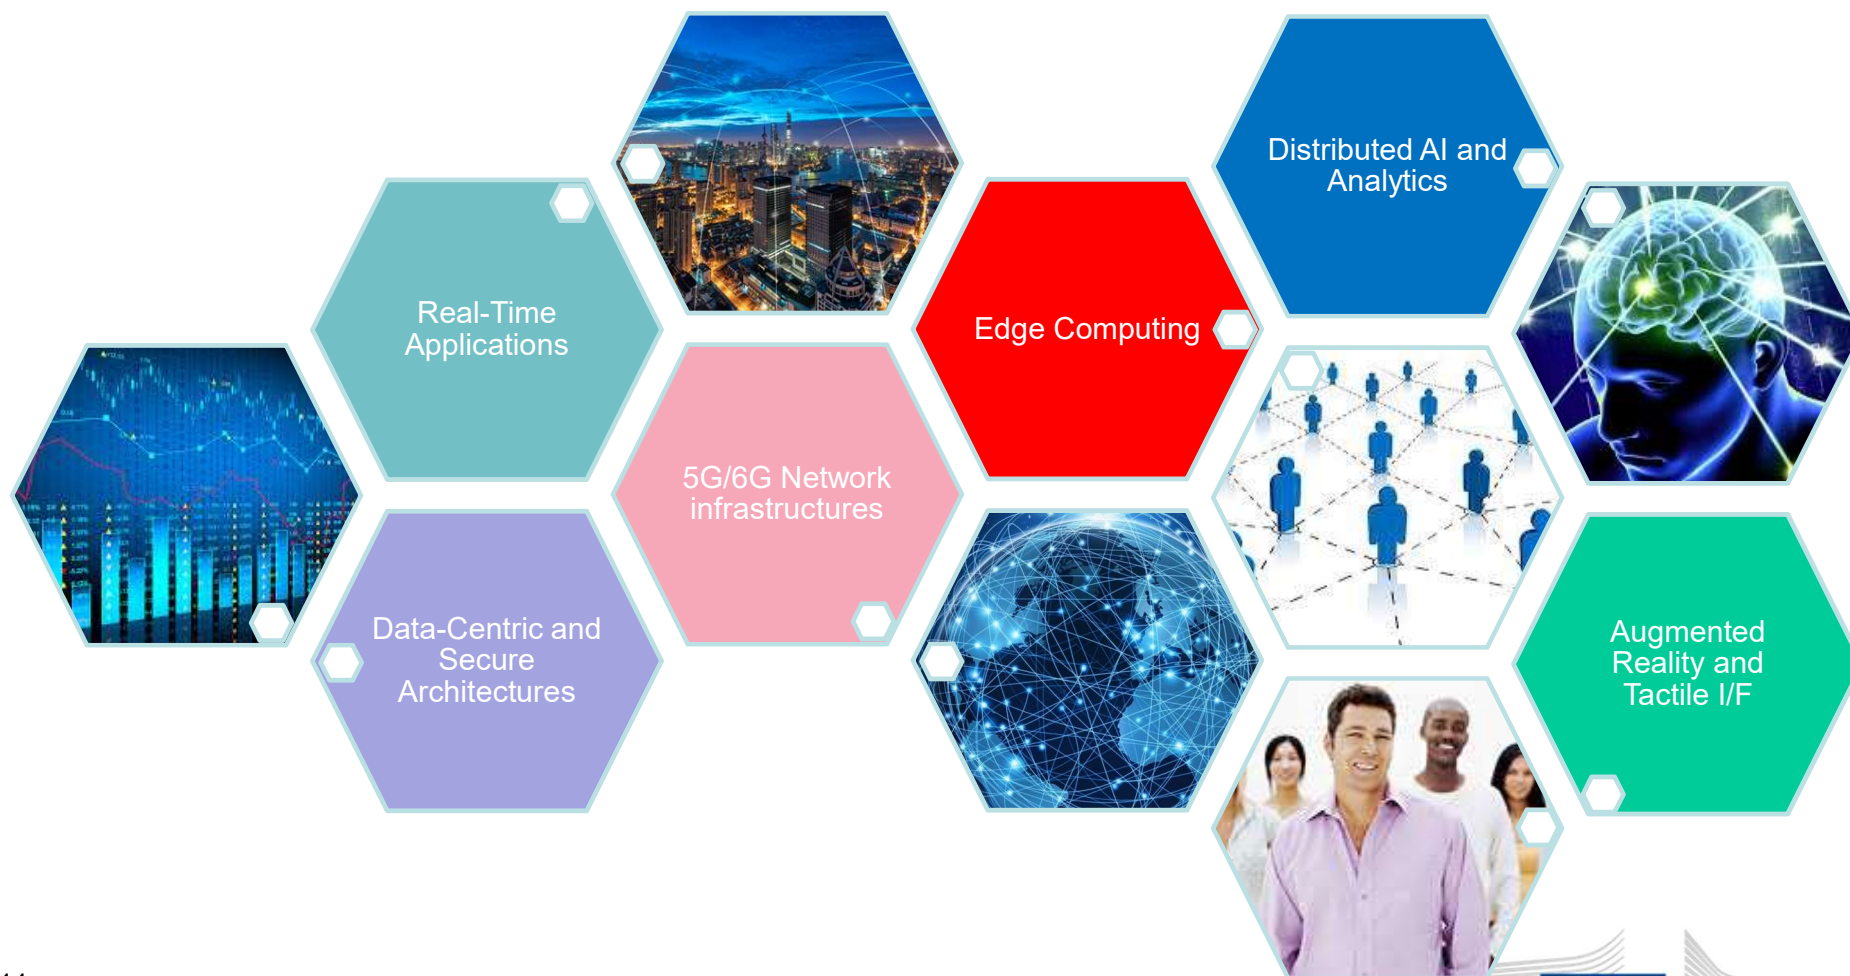 Real-Time
Applications
Data-Centric and
Secure
Architectures
5G/6G Network
infrastructures
Edge Computing
Distributed AI and
Analytics
Augmented
Reality and
Tactile I/F